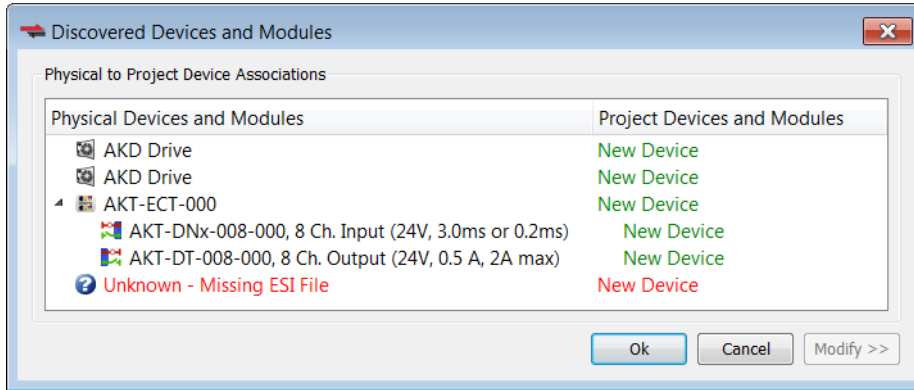 Discovered Devices and Modules
Physical to Project Device Associations
Physical Devices and Modules Project Devices and Modules
AKD Drive New Device
AKD Drive New Device
AKT-ECT-000 New Device
AKT-DNx-008-000, 8 Ch. Input (24V, 3.0ms or 0.2ms) New Device
AKT-DT-008-000, 8 Ch. Output (24V, 0.5 A, 2A max) New Device
Unknown - Missing ESI File New Device
Ok Cancel Modify >>